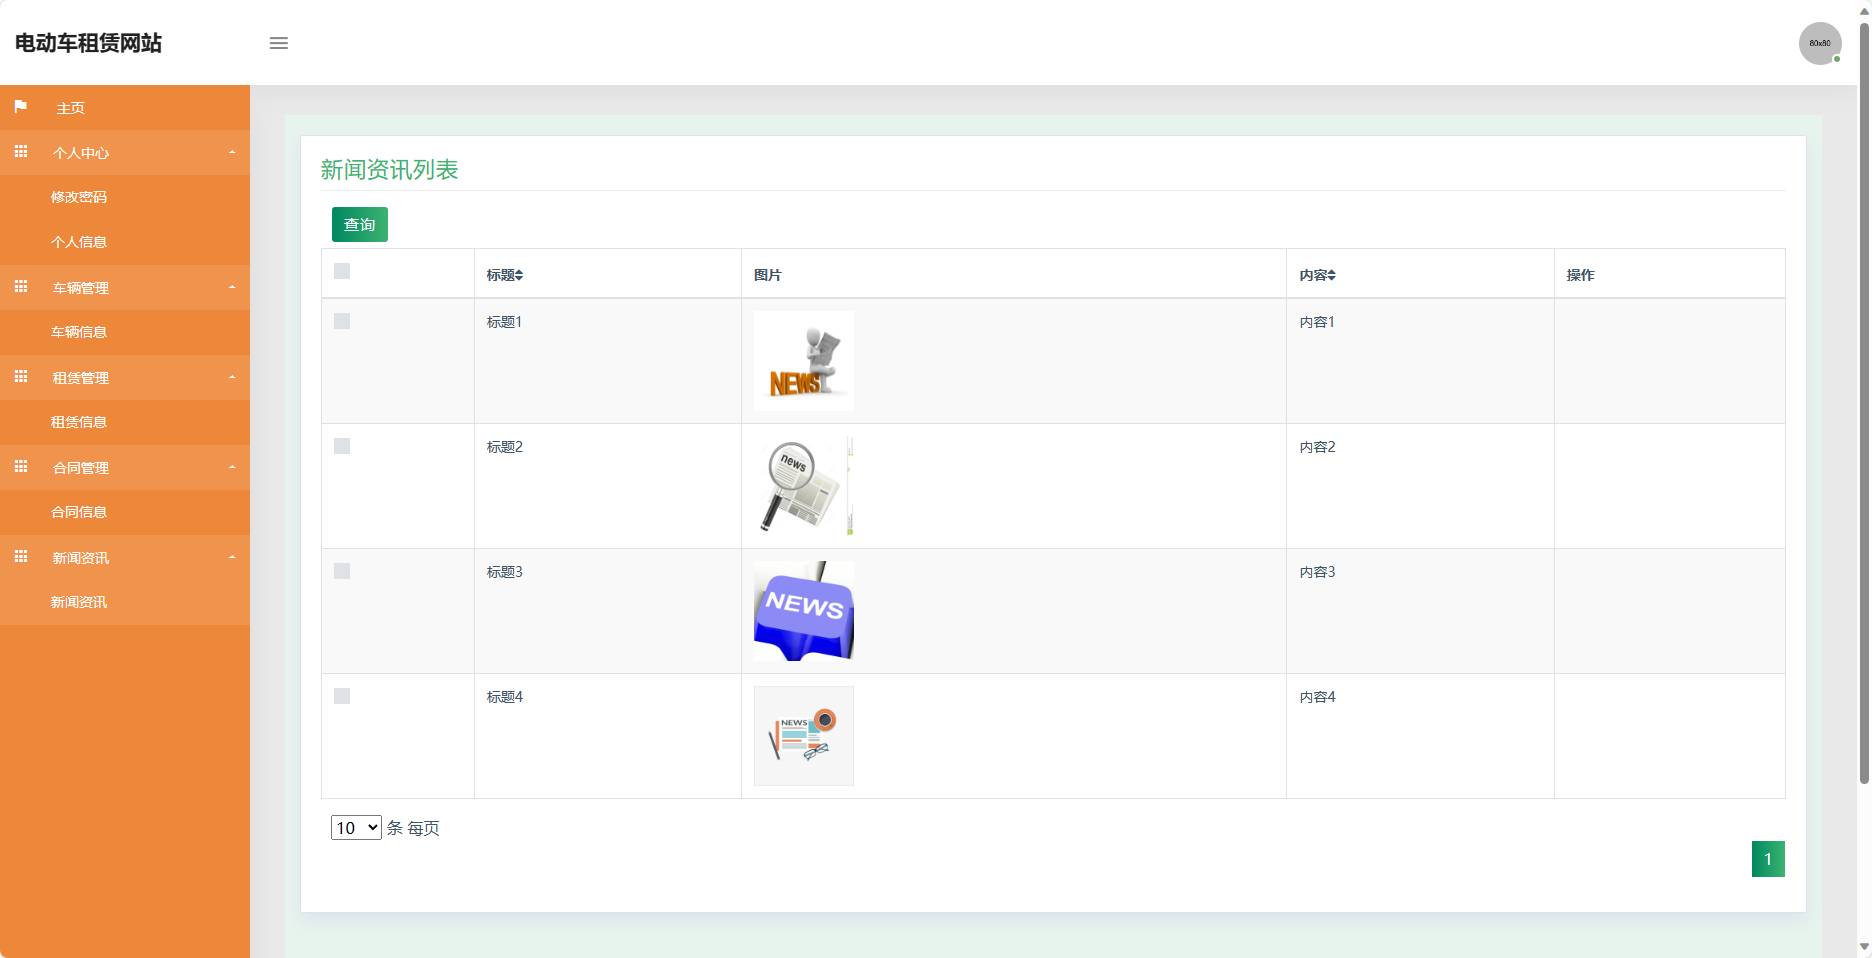 电动车租赁网站
60x60
主页
个人中心
修改密码
个人信息
车辆管理
车辆信息
租赁管理
租赁信息
合同管理
合同信息
新闻资讯
新闻资讯
新闻资讯列表
查询
标题 图片 内容 操作
标题1 NEWS 内容1
标题2 news 内容2
标题3 NEWS 内容3
标题4 NEWS 内容4
10 条 每页
1